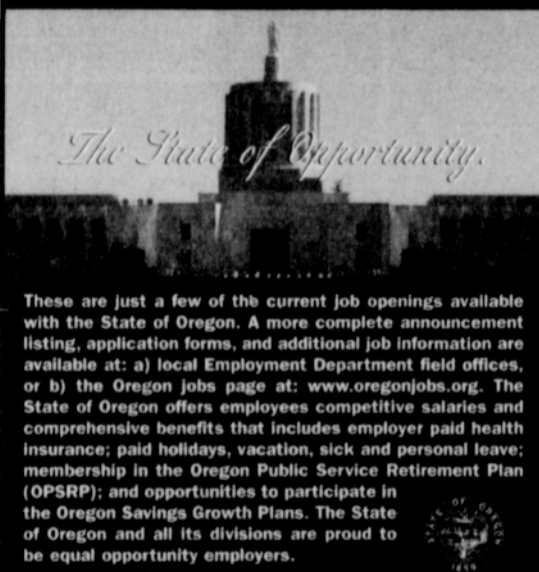 The State of Opportunity.
These are just a few of the current job openings available
with the State of Oregon. A more complete announcement
listing, application forms, and additional job information are
available at: a) local Employment Department field offices,
or b) the Oregon jobs page at: www.oregonjobs.org. The
State of Oregon offers employees competitive salaries and
comprehensive benefits that includes employer paid health
insurance; paid holidays, vacation, sick and personal leave;
membership in the Oregon Public Service Retirement Plan
(OPSRP); and opportunities to participate in
the Oregon Savings Growth Plans. The State
of Oregon and all its divisions are proud to
be equal opportunity employers.
STATE OF OREGON
1859